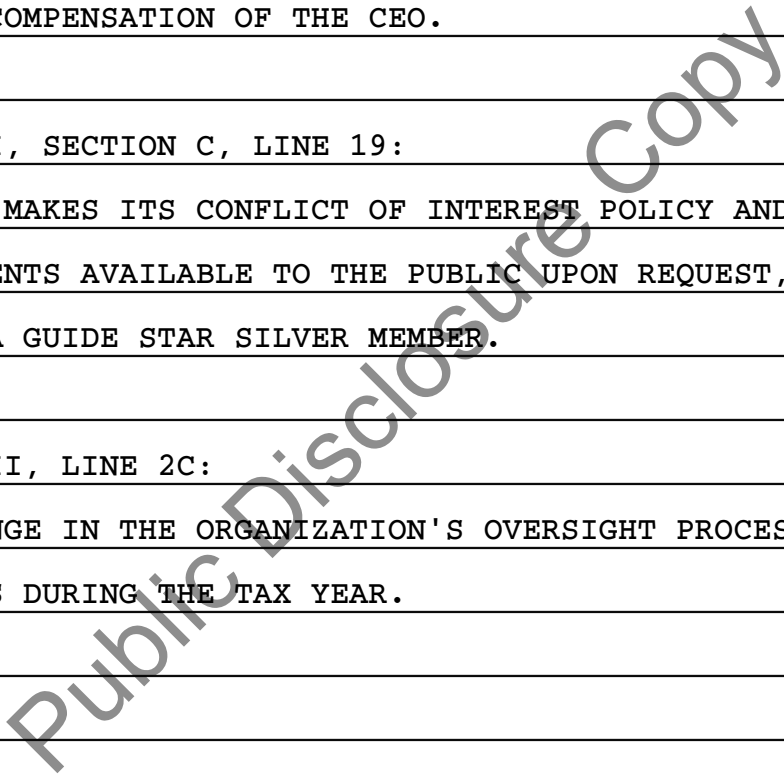 COMPENSATION OF THE CEO.
, SECTION C, LINE 19:
MAKES ITS CONFLICT OF INTEREST POLICY AND
ENTS AVAILABLE TO THE PUBLIC UPON REQUEST,
A GUIDE STAR SILVER MEMBER.
II, LINE 2C:
NGE IN THE ORGANIZATION'S OVERSIGHT PROCES
S DURING THE TAX YEAR.
Public Disclosure Copy